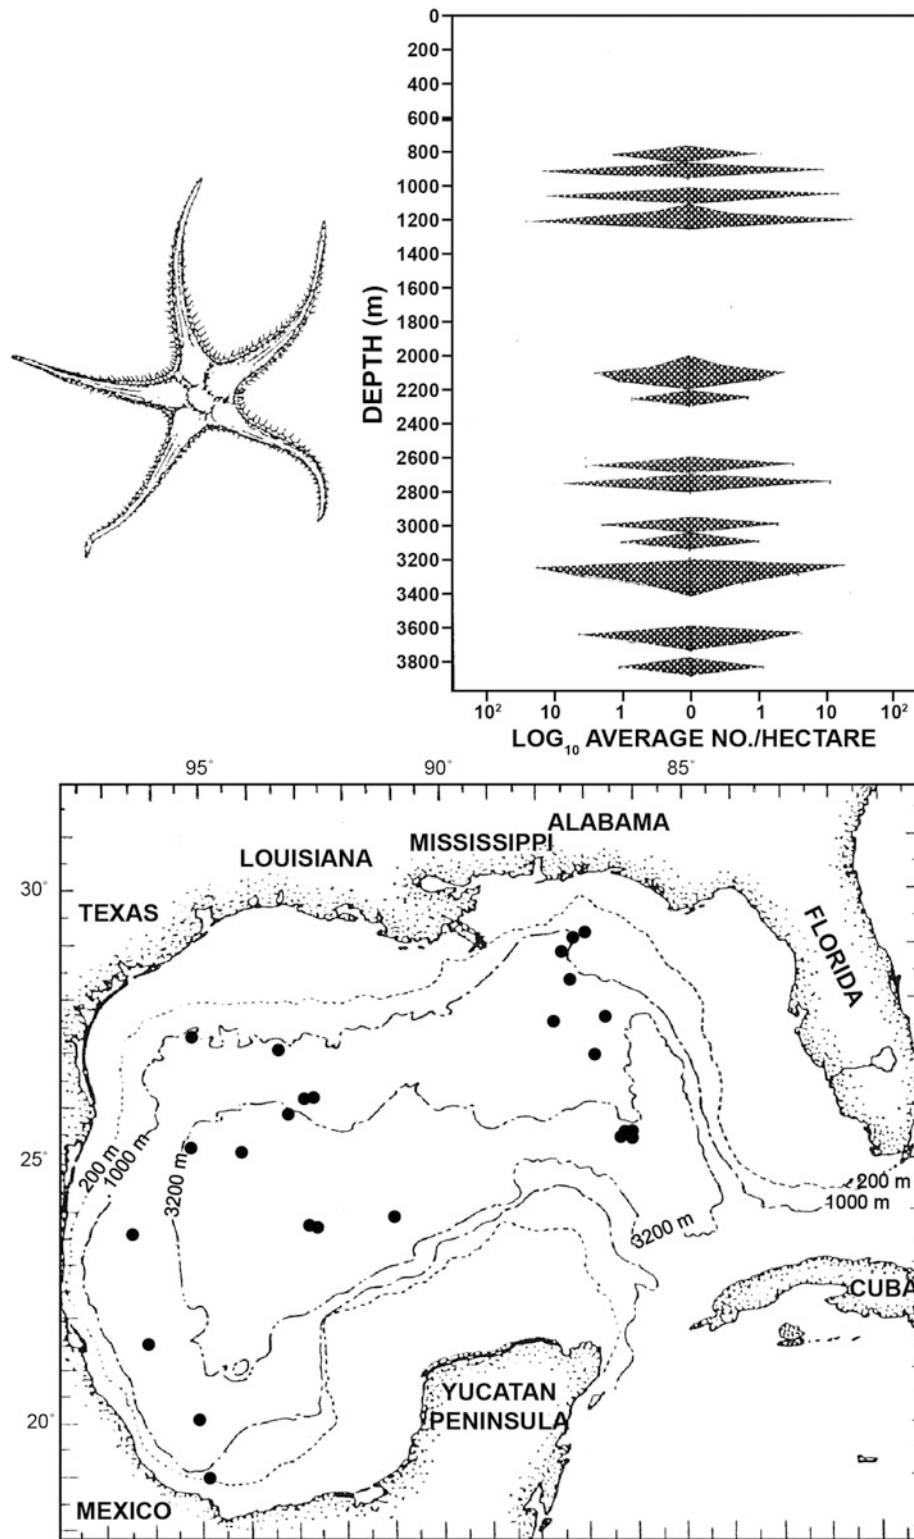 0
200
400
600
800
1000
1200
1400
1600
1800
2000
2200
2400
2600
2800
3000
3200
3400
3600
3800
DEPTH (m)
10² 10 1 0 1 10 10²
LOG₁₀ AVERAGE NO./HECTARE
95° 90° 85°
ALABAMA
MISSISSIPPI
LOUISIANA
30°
TEXAS
FLORIDA
25°
200 m
1000 m
3200 m
200 m
1000 m
3200 m
CUBA
YUCATAN
PENINSULA
20°
MEXICO